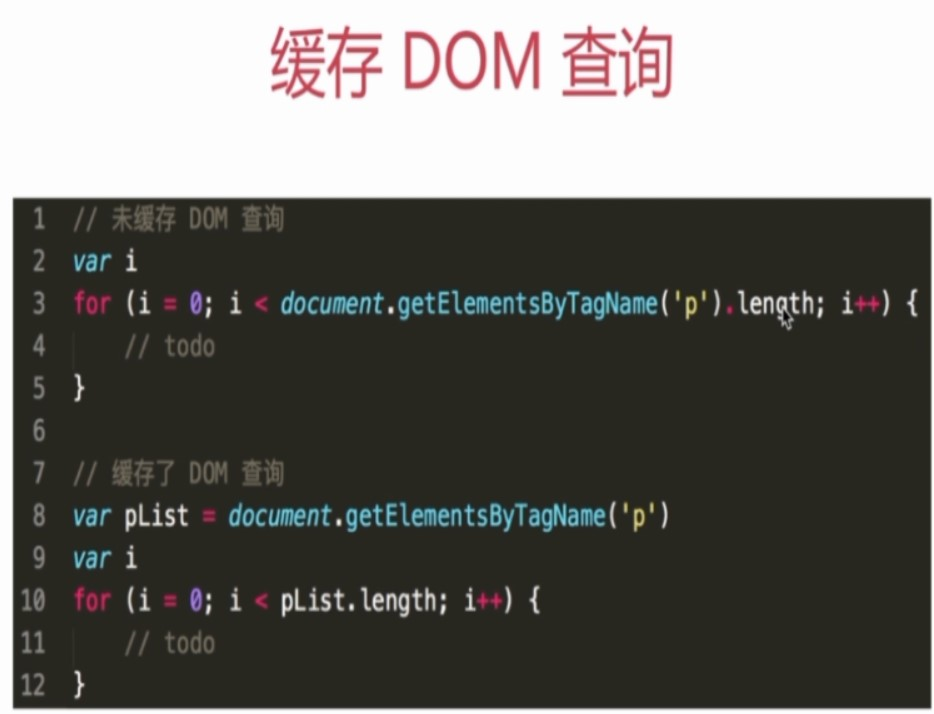 缓存 DOM 查询
1 // 未缓存 DOM 查询
2 var i
3 for (i = 0; i < document.getElementsByTagName('p').length; i++) {
4     // todo
5 }
6
7 // 缓存了 DOM 查询
8 var pList = document.getElementsByTagName('p')
9 var i
10 for (i = 0; i < pList.length; i++) {
11     // todo
12 }